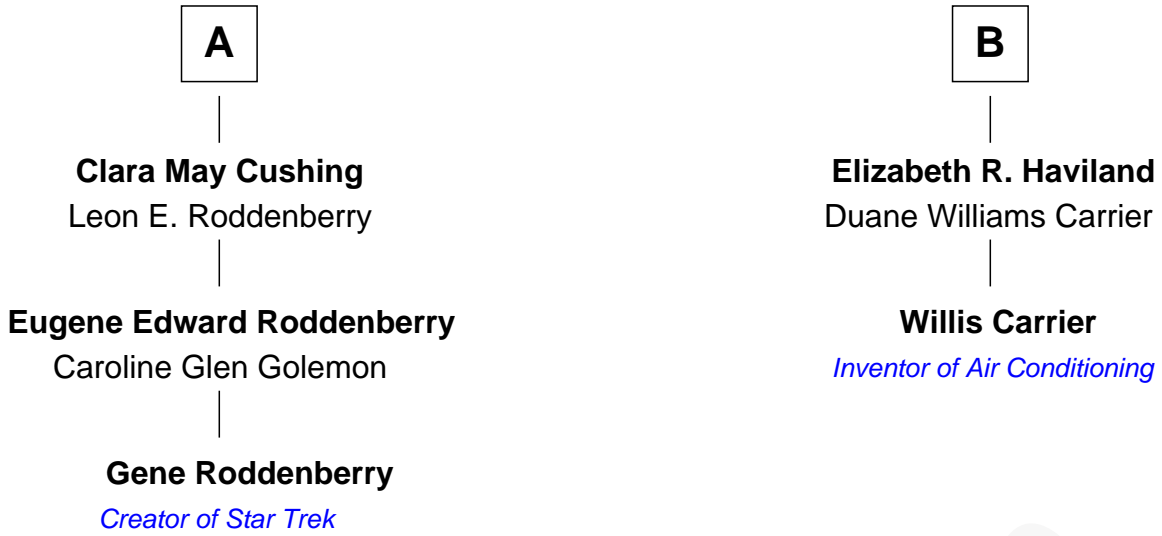 A
Clara May Cushing
Leon E. Roddenberry
Eugene Edward Roddenberry
Caroline Glen Golemon
Gene Roddenberry
Creator of Star Trek
B
Elizabeth R. Haviland
Duane Williams Carrier
Willis Carrier
Inventor of Air Conditioning